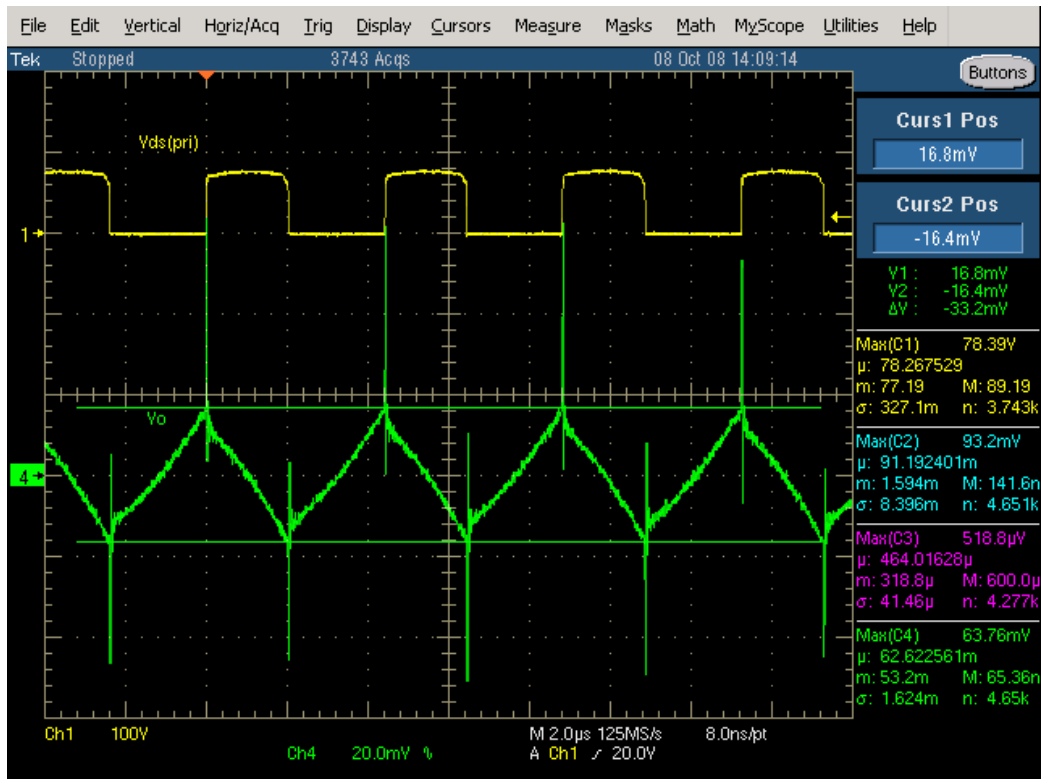 File Edit Vertical Horiz/Acq Trig Display Cursors Measure Masks Math MyScope Utilities Help
Tek Stopped 3743 Acqs 08 Oct 08 14:09:14
Buttons
Curs1 Pos
16.8mV
Curs2 Pos
-16.4mV
V1 : 16.8mV
V2 : -16.4mV
ΔV : -33.2mV
Max(C1) 78.39V
μ: 78.267529
m: 77.19 M: 89.19
σ: 327.1m n: 3.743k
Max(C2) 93.2mV
μ: 91.192401m
m: 1.594m M: 141.6n
σ: 8.396m n: 4.651k
Max(C3) 518.8μV
μ: 464.01628μ
m: 318.8μ M: 600.0μ
σ: 41.46μ n: 4.277k
Max(C4) 63.76mV
μ: 62.622561m
m: 53.2m M: 65.36n
σ: 1.624m n: 4.65k
Vds(pri)
1
Vo
4
Ch1 100V M 2.0μs 125MS/s 8.0ns/pt
Ch4 20.0mV A Ch1 20.0V